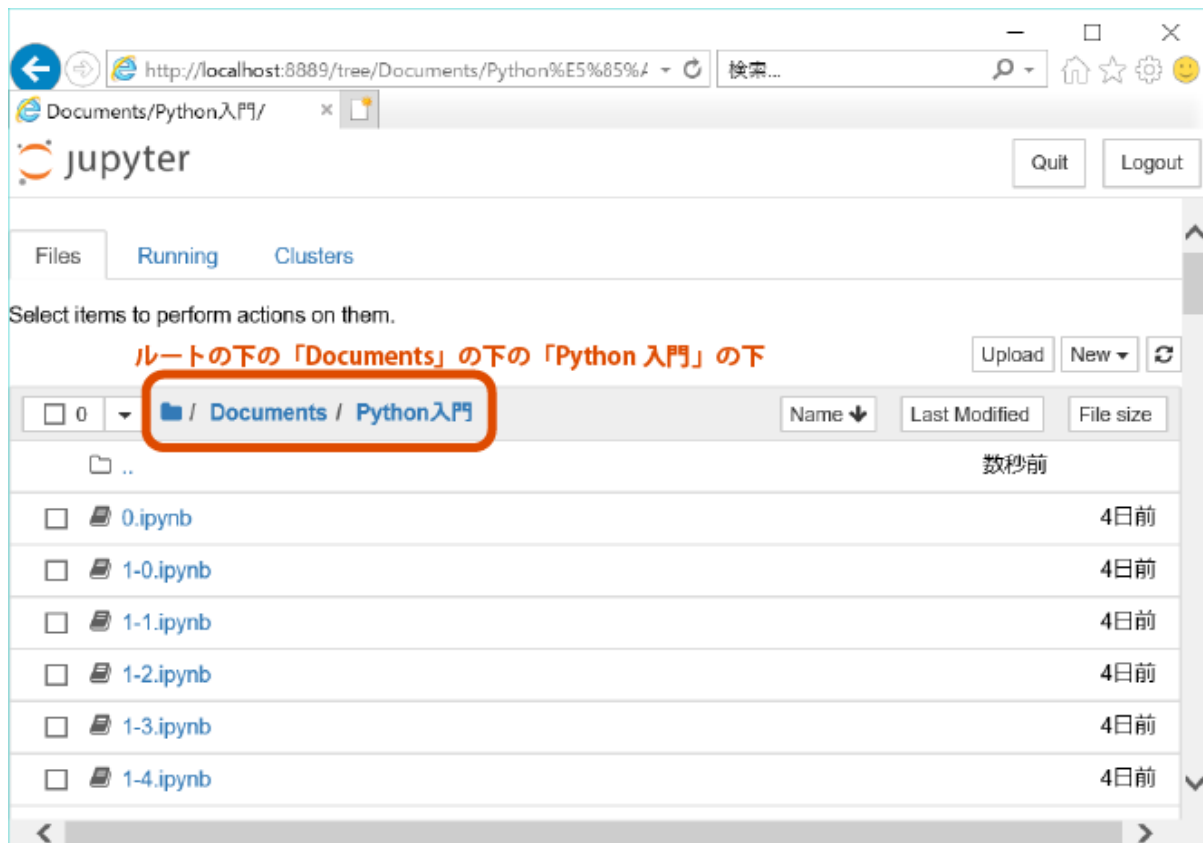 http://localhost:8889/tree/Documents/Python%E5%85%A 検索...
Documents/Python入門/
jupyter Quit Logout
Files Running Clusters
Select items to perform actions on them.
ルートの下の「Documents」の下の「Python 入門」の下 Upload New
0 / Documents / Python入門 Name Last Modified File size
.. 数秒前
0.ipynb 4日前
1-0.ipynb 4日前
1-1.ipynb 4日前
1-2.ipynb 4日前
1-3.ipynb 4日前
1-4.ipynb 4日前